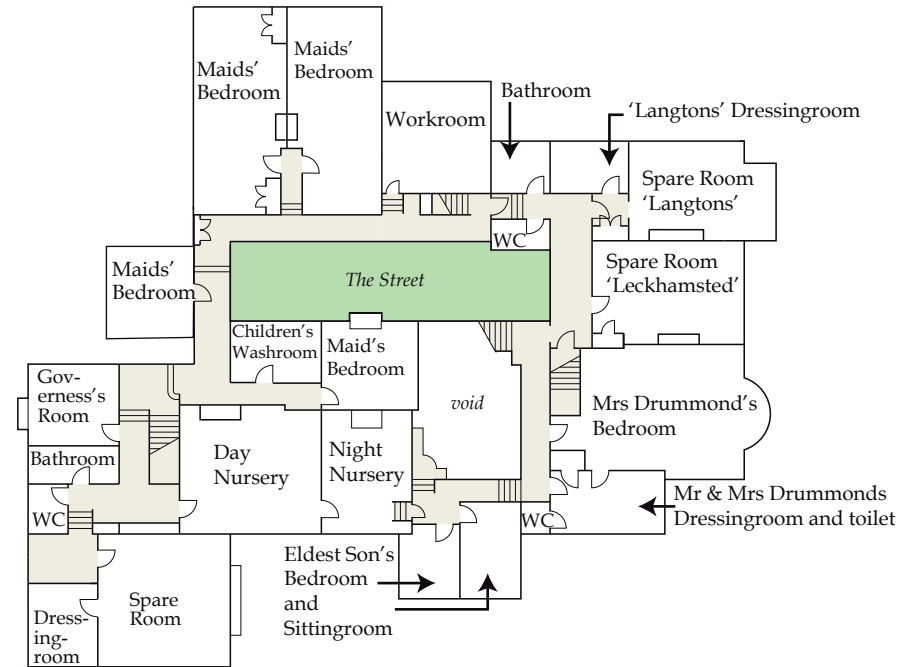 Maids'
Bedroom
Maids'
Bedroom
Workroom
Bathroom
'Langtons' Dressingroom
Spare Room
'Langtons'
WC
Maids'
Bedroom
The Street
Spare Room
'Leckhamsted'
Children's
Washroom
Maid's
Bedroom
void
Gov-
erness's
Room
Mrs Drummond's
Bedroom
Bathroom
Day
Nursery
Night
Nursery
WC
WC
Mr & Mrs Drummonds
Dressingroom and toilet
Eldest Son's
Bedroom
and
Sittingroom
Spare
Room
Dress-
ing-
room